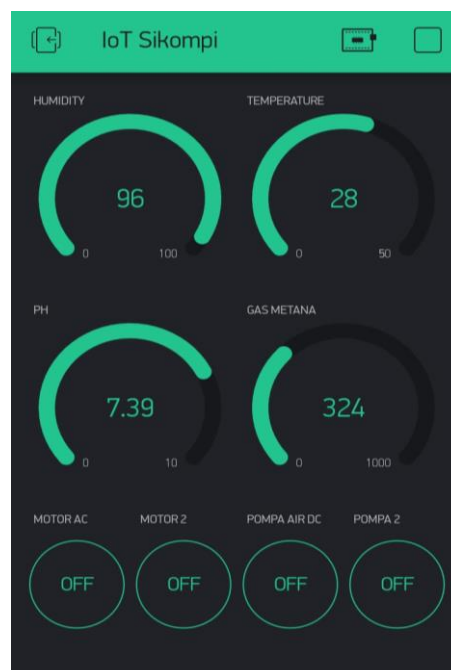 IoT Sikompi
HUMIDITY
TEMPERATURE
96
28
0
100
0
50
PH
GAS METANA
7.39
324
0
10
0
1000
MOTOR AC
MOTOR 2
POMPA AIR DC
POMPA 2
OFF
OFF
OFF
OFF